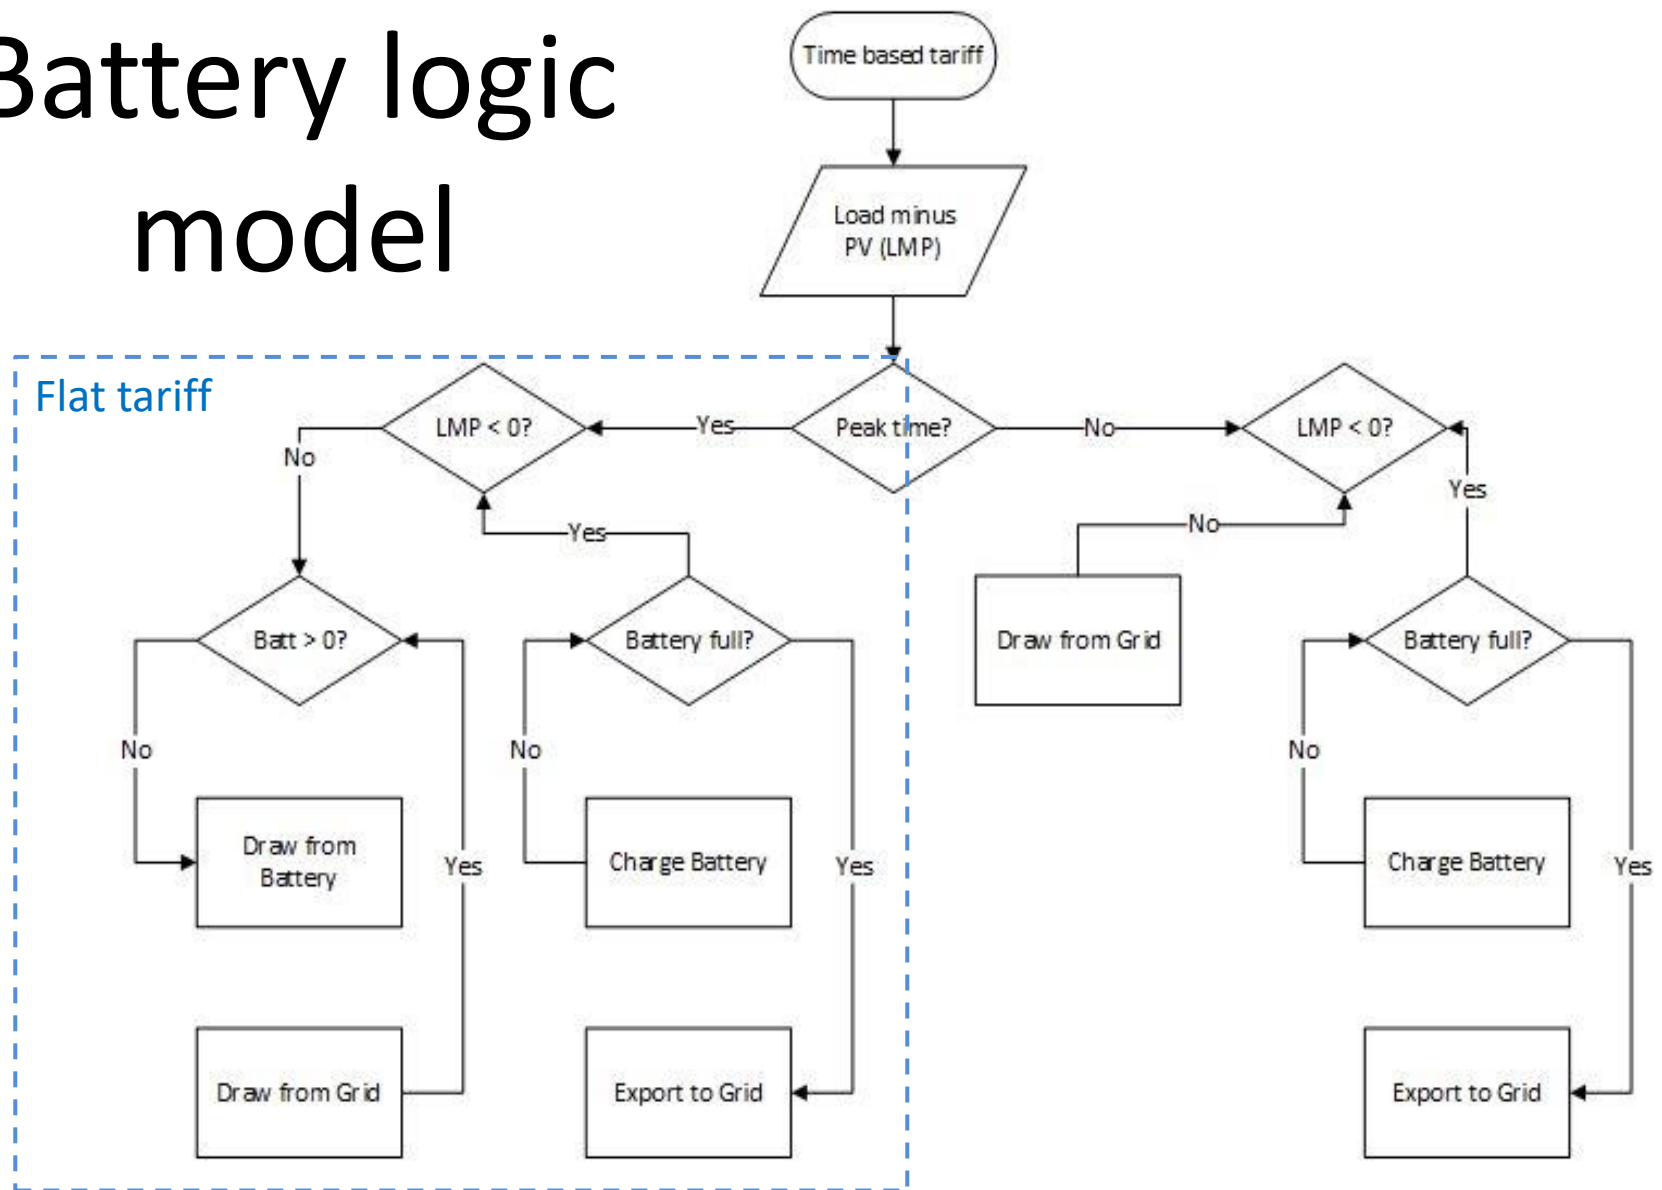 Battery logic
model
Time based tariff
Load minus
PV (LMP)
Flat tariff
LMP < 0?
Yes
Peak time?
No
LMP < 0?
No
Yes
Yes
No
Batt > 0?
Battery full?
Draw from Grid
Battery full?
No
No
No
Draw from
Battery
Yes
Charge Battery
Yes
Charge Battery
Yes
Draw from Grid
Export to Grid
Export to Grid